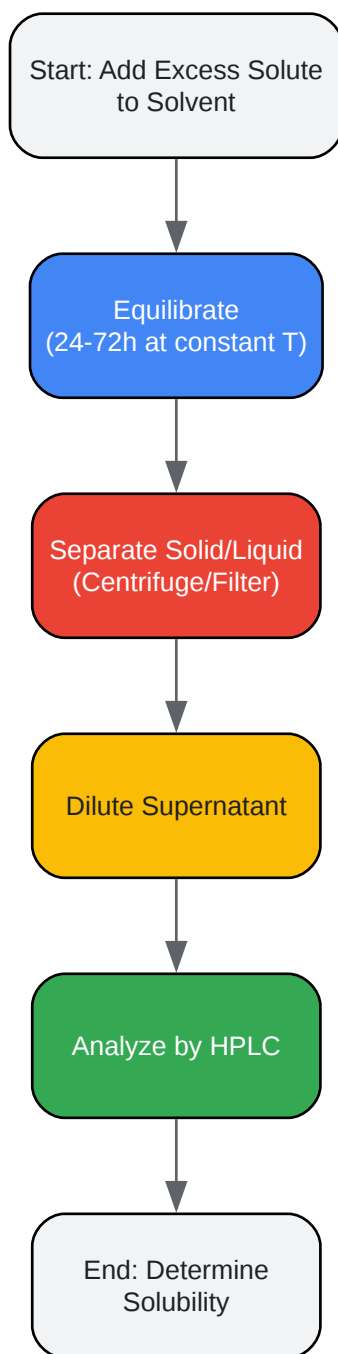 Start: Add Excess Solute
to Solvent
Equilibrate
(24-72h at constant T)
Separate Solid/Liquid
(Centrifuge/Filter)
Dilute Supernatant
Analyze by HPLC
End: Determine
Solubility